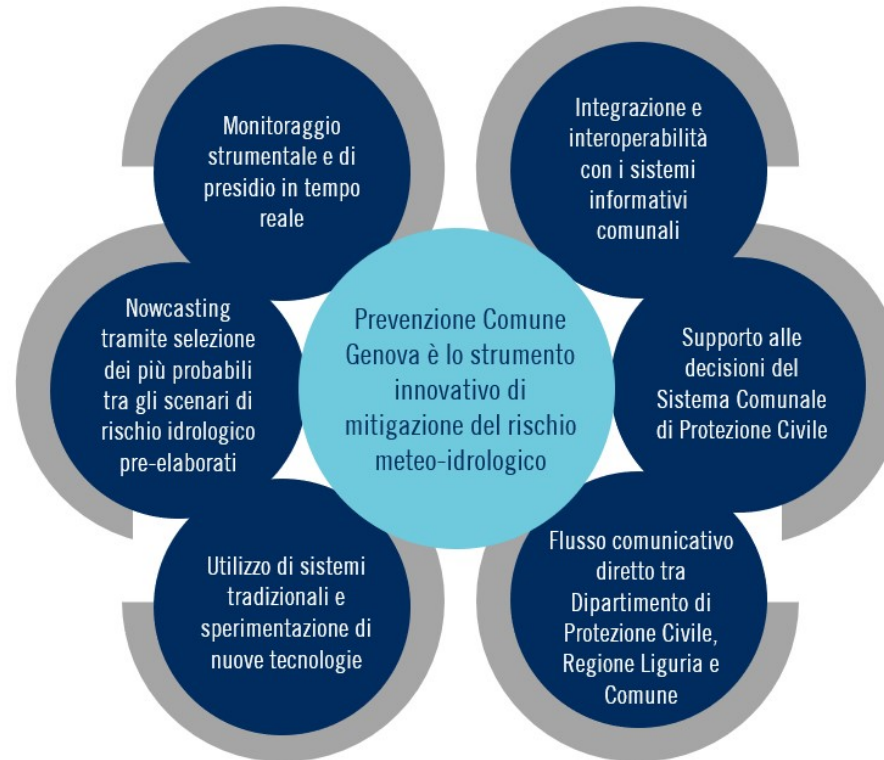 Monitoraggio
strumentale e di
presidio in tempo
reale
Integrazione e
interoperabilità
con i sistemi
informativi
comunali
Nowcasting
tramite selezione
dei più probabili
tra gli scenari di
rischio idrologico
pre-elaborati
Prevenzione Comune
Genova è lo strumento
innovativo di
mitigazione del rischio
meteo-idrologico
Supporto alle
decisioni del
Sistema Comunale
di Protezione Civile
Utilizzo di sistemi
tradizionali e
sperimentazione di
nuove tecnologie
Flusso comunicativo
diretto tra
Dipartimento di
Protezione Civile,
Regione Liguria e
Comune